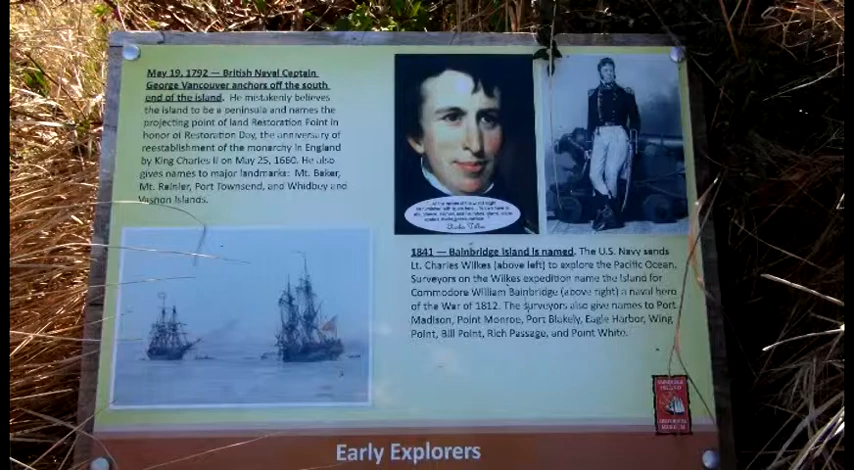 May 19, 1792 — British Naval Captain
George Vancouver anchors off the south
end of the island. He mistakenly believes
the island to be a peninsula and names the
projecting point of land Restoration Point in
honor of Restoration Day, the anniversary of
reestablishment of the monarchy in England
by King Charles II on May 25, 1660. He also
gives names to major landmarks: Mt. Baker,
Mt. Rainier, Port Townsend, and Whidbey and
Vashon Islands.
1841 — Bainbridge Island is named. The U.S. Navy sends
Lt. Charles Wilkes (above left) to explore the Pacific Ocean.
Surveyors on the Wilkes expedition name the Island for
Commodore William Bainbridge (above right) a naval hero
of the War of 1812. The surveyors also give names to Port
Madison, Point Monroe, Port Blakely, Eagle Harbor, Wing
Point, Bill Point, Rich Passage, and Point White.
BAINBRIDGE
ISLAND
HISTORICAL
MUSEUM
Early Explorers